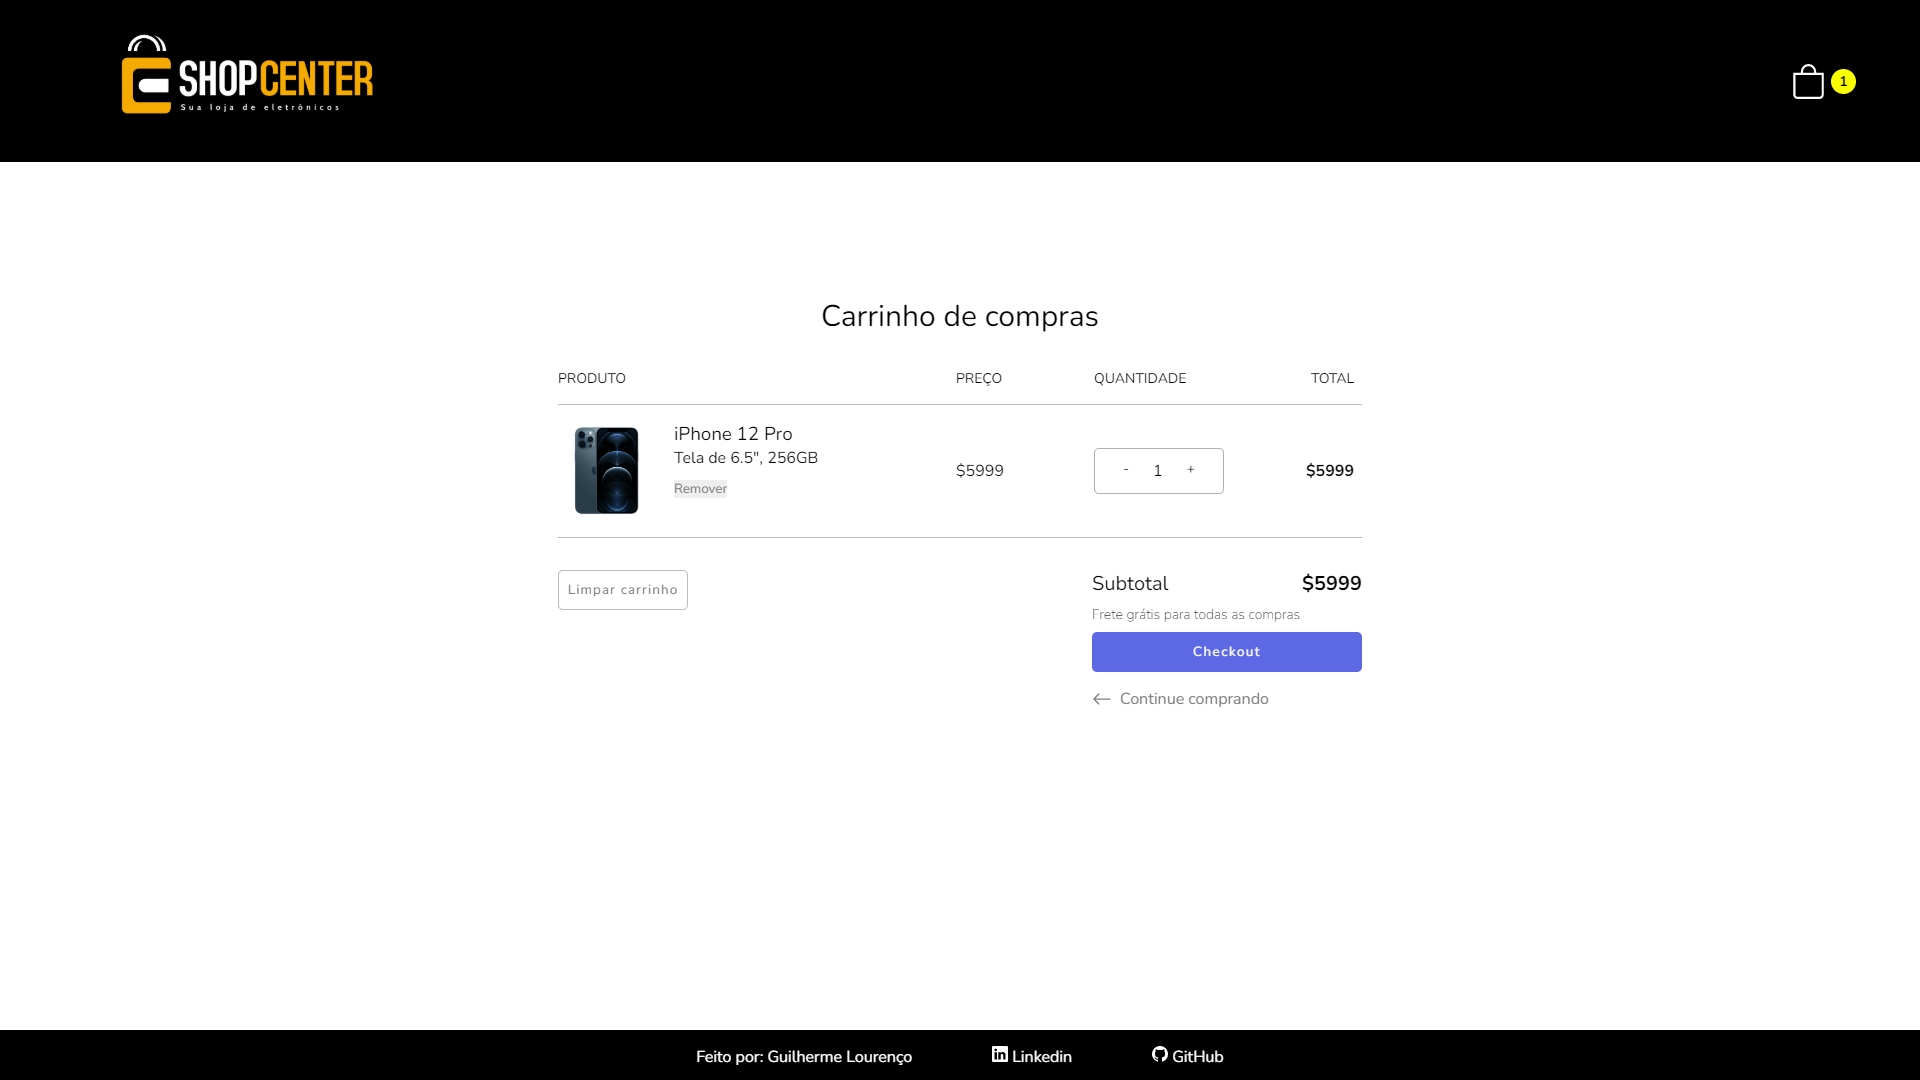 SHOPCENTER
Sua loja de eletrônicos
1
Carrinho de compras
PRODUTO PREÇO QUANTIDADE TOTAL
iPhone 12 Pro
Tela de 6.5", 256GB
Remover
$5999 - 1 + $5999
Limpar carrinho
Subtotal $5999
Frete grátis para todas as compras
Checkout
Continue comprando
Feito por: Guilherme Lourenço Linkedin GitHub